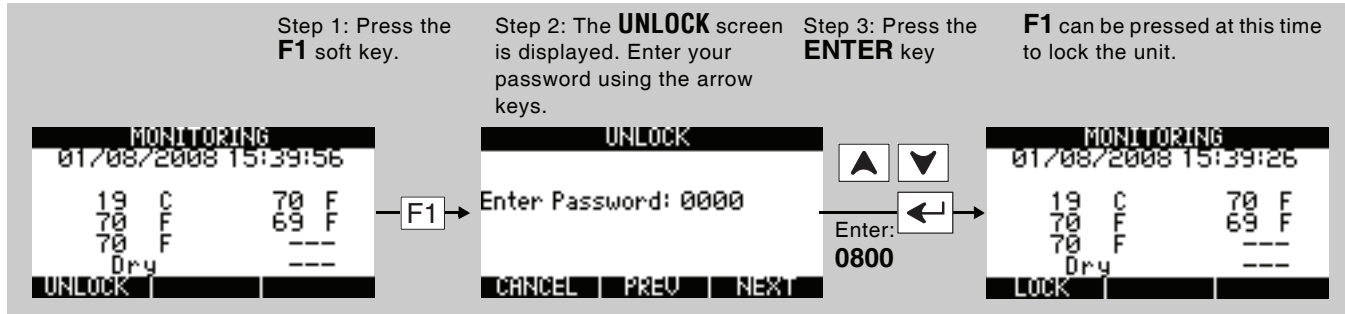 Step 1: Press the
F1 soft key.
Step 2: The UNLOCK screen
is displayed. Enter your
password using the arrow
keys.
Step 3: Press the
ENTER key
F1 can be pressed at this time
to lock the unit.
MONITORING
01/08/2008 15:39:56
19 C 70 F
70 F 69 F
70 F ---
Dry ---
UNLOCK
F1
UNLOCK
Enter Password: 0000
CANCEL PREV NEXT
Enter:
0800
MONITORING
01/08/2008 15:39:26
19 C 70 F
70 F 69 F
70 F ---
Dry ---
LOCK